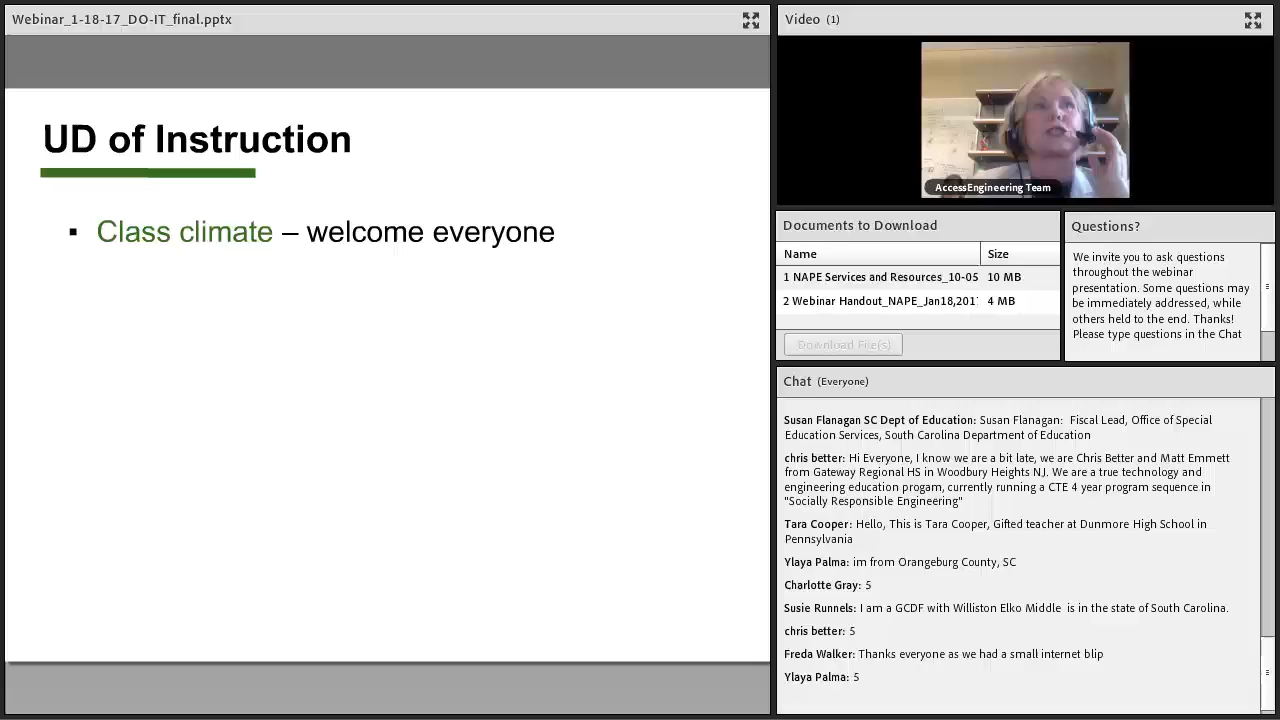 Webinar_1-18-17_DO-IT_final.pptx
UD of Instruction
▪ Class climate – welcome everyone
Video (1)
AccessEngineering Team
Documents to Download
Name Size
1 NAPE Services and Resources_10-05 10 MB
2 Webinar Handout_NAPE_Jan18,201 4 MB
Download File(s)
Questions?
We invite you to ask questions
throughout the webinar
presentation. Some questions may
be immediately addressed, while
others held to the end. Thanks!
Please type questions in the Chat
Chat (Everyone)
Susan Flanagan SC Dept of Education: Susan Flanagan: Fiscal Lead, Office of Special
Education Services, South Carolina Department of Education
chris better: Hi Everyone, I know we are a bit late, we are Chris Better and Matt Emmett
from Gateway Regional HS in Woodbury Heights N.J. We are a true technology and
engineering education progam, currently running a CTE 4 year program sequence in
"Socially Responsible Engineering"
Tara Cooper: Hello, This is Tara Cooper, Gifted teacher at Dunmore High School in
Pennsylvania
Ylaya Palma: im from Orangeburg County, SC
Charlotte Gray: 5
Susie Runnels: I am a GCDF with Williston Elko Middle is in the state of South Carolina.
chris better: 5
Freda Walker: Thanks everyone as we had a small internet blip
Ylaya Palma: 5